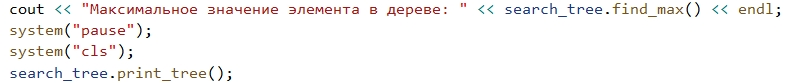 cout << "Максимальное значение элемента в дереве: " << search_tree.find_max() << endl;
system("pause");
system("cls");
search_tree.print_tree();